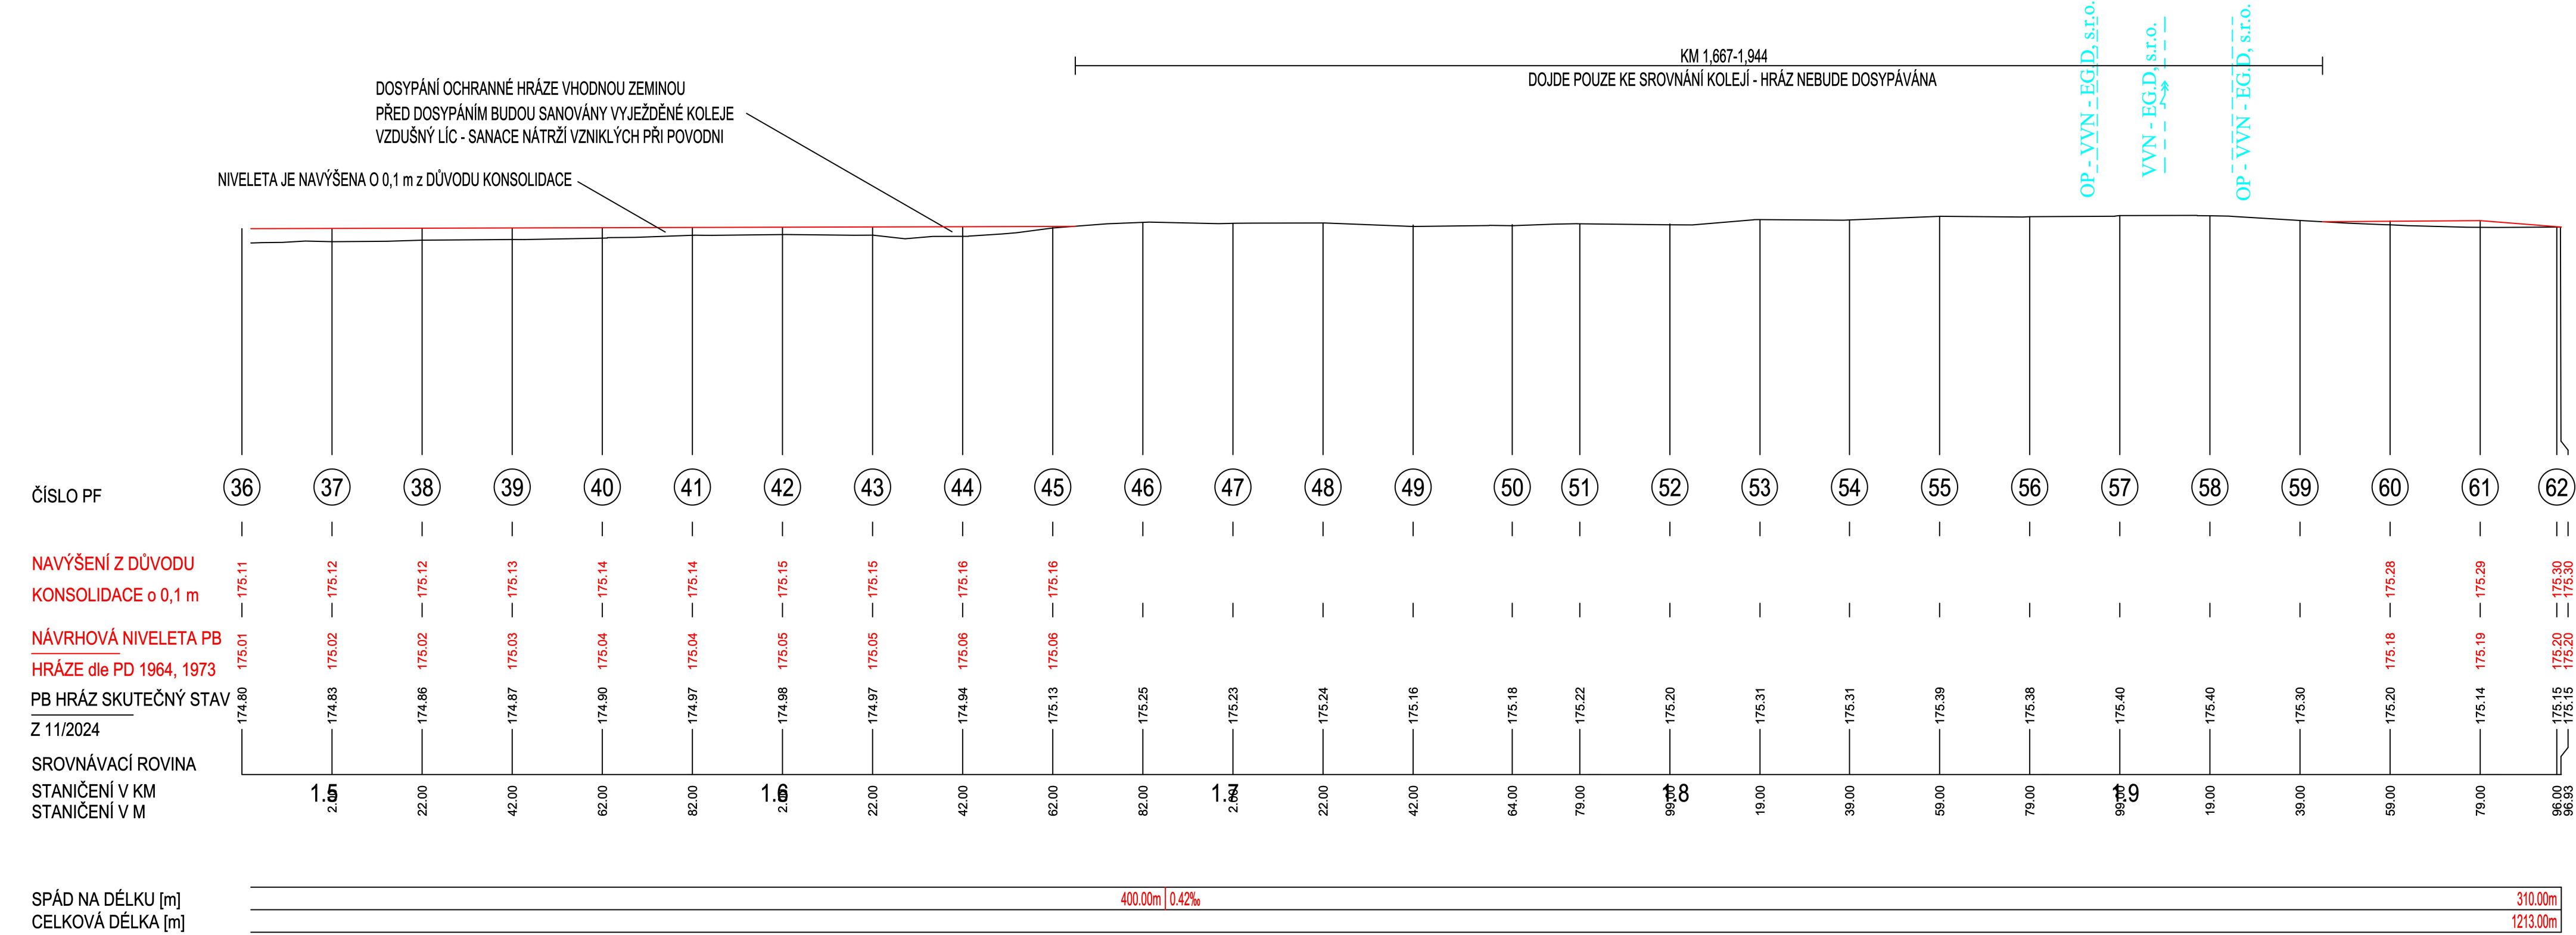 KM 1,667-1,944
DOJDE POUZE KE SROVNÁNÍ KOLEJÍ - HRÁZ NEBUDE DOSYPÁVÁNA
OP - VVN - EG.D, s.r.o.
VVN - EG.D, s.r.o.
OP - VVN - EG.D, s.r.o.
DOSYPÁNÍ OCHRANNÉ HRÁZE VHODNOU ZEMINOU
PŘED DOSYPÁNÍM BUDOU SANOVÁNY VYJEŽDĚNÉ KOLEJE
VZDUŠNÝ LÍC - SANACE NÁTRŽÍ VZNIKLÝCH PŘI POVODNI
NIVELETA JE NAVÝŠENA O 0,1 m z DŮVODU KONSOLIDACE
ČÍSLO PF 36 37 38 39 40 41 42 43 44 45 46 47 48 49 50 51 52 53 54 55 56 57 58 59 60 61 62
NAVÝŠENÍ Z DŮVODU
KONSOLIDACE o 0,1 m
175.11 175.12 175.12 175.13 175.14 175.14 175.15 175.15 175.16 175.16 175.28 175.29 175.30 175.30
NÁVRHOVÁ NIVELETA PB
HRÁZE dle PD 1964, 1973
175.01 175.02 175.02 175.03 175.04 175.04 175.05 175.05 175.06 175.06 175.18 175.19 175.20 175.20
PB HRÁZ SKUTEČNÝ STAV
Z 11/2024
174.80 174.83 174.86 174.87 174.90 174.97 174.98 174.97 174.94 175.13 175.25 175.23 175.24 175.16 175.18 175.22 175.20 175.31 175.31 175.39 175.38 175.40 175.40 175.30 175.20 175.14 175.15 175.15
SROVNÁVACÍ ROVINA
STANIČENÍ V KM 1.5 1.6 1.7 1.8 1.9
STANIČENÍ V M 22.00 42.00 62.00 82.00 22.00 42.00 62.00 82.00 22.00 42.00 64.00 79.00 19.00 39.00 59.00 79.00 19.00 39.00 59.00 79.00 96.00 96.93
SPÁD NA DÉLKU [m] 400.00m 0.42‰ 310.00m
CELKOVÁ DÉLKA [m] 1213.00m